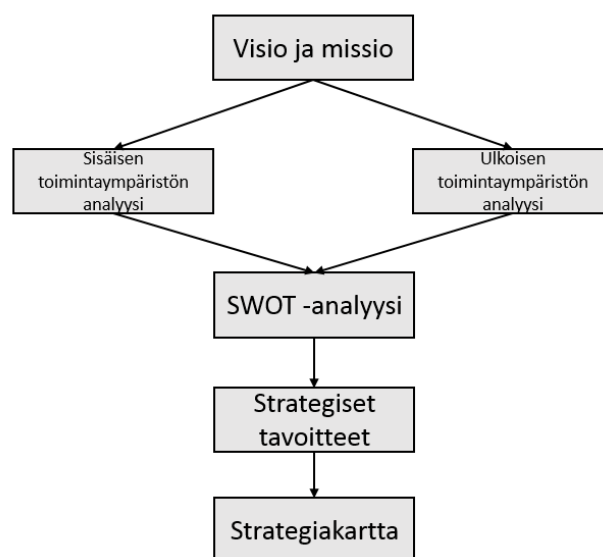 Visio ja missio
Sisäisen
toimintaympäristön
analyysi
Ulkoisen
toimintaympäristön
analyysi
SWOT -analyysi
Strategiset
tavoitteet
Strategiakartta